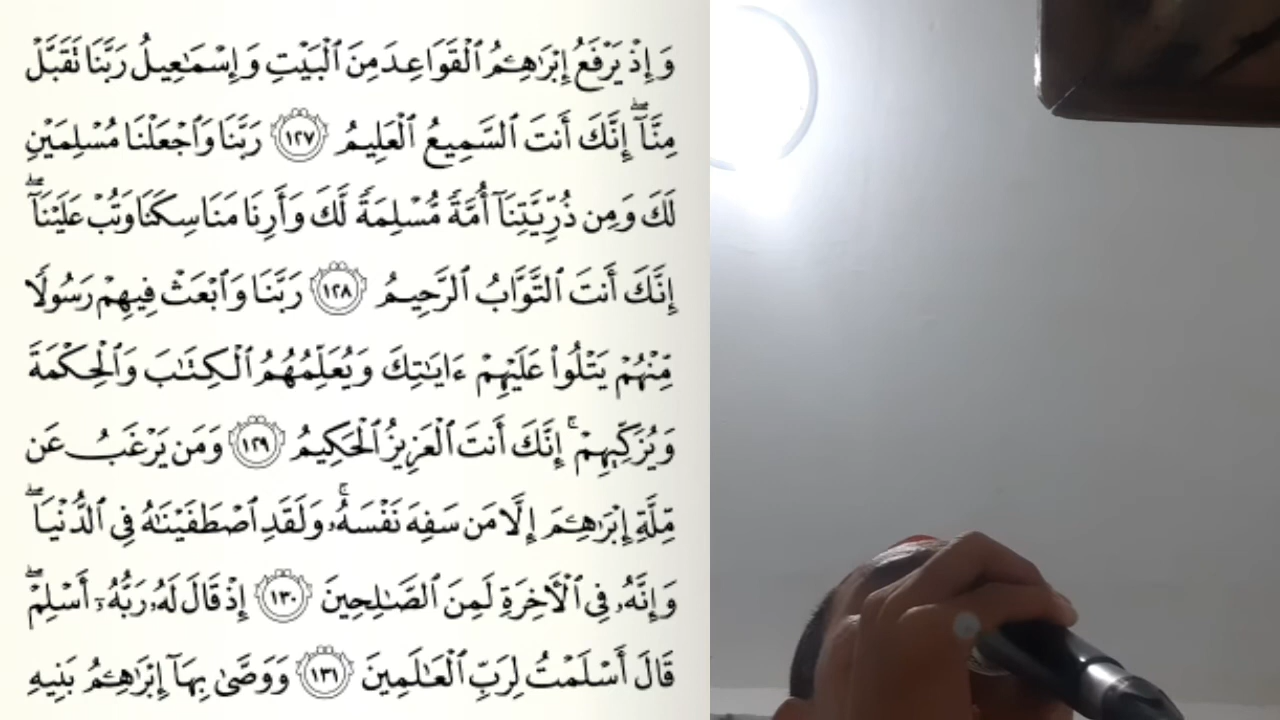 وَإِذْ يَرْفَعُ إِبْرَٰهِـۧمُ ٱلْقَوَاعِدَ مِنَ ٱلْبَيْتِ وَإِسْمَـٰعِيلُ رَبَّنَا تَقَبَّلْ
مِنَّآ ۖ إِنَّكَ أَنتَ ٱلسَّمِيعُ ٱلْعَلِيمُ ١٢٧ رَبَّنَا وَٱجْعَلْنَا مُسْلِمَيْنِ
لَكَ وَمِن ذُرِّيَّتِنَآ أُمَّةً مُّسْلِمَةً لَّكَ وَأَرِنَا مَنَاسِكَنَا وَتُبْ عَلَيْنَآ ۖ
إِنَّكَ أَنتَ ٱلتَّوَّابُ ٱلرَّحِيمُ ١٢٨ رَبَّنَا وَٱبْعَثْ فِيهِمْ رَسُولًا
مِّنْهُمْ يَتْلُوا۟ عَلَيْهِمْ ءَايَـٰتِكَ وَيُعَلِّمُهُمُ ٱلْكِتَـٰبَ وَٱلْحِكْمَةَ
وَيُزَكِّيهِمْ ۚ إِنَّكَ أَنتَ ٱلْعَزِيزُ ٱلْحَكِيمُ ١٢٩ وَمَن يَرْغَبُ عَن
مِّلَّةِ إِبْرَٰهِـۧمَ إِلَّا مَن سَفِهَ نَفْسَهُۥ ۚ وَلَقَدِ ٱصْطَفَيْنَـٰهُ فِى ٱلدُّنْيَا ۖ
وَإِنَّهُۥ فِى ٱلْـَٔاخِرَةِ لَمِنَ ٱلصَّـٰلِحِينَ ١٣٠ إِذْ قَالَ لَهُۥ رَبُّهُۥٓ أَسْلِمْ ۖ
قَالَ أَسْلَمْتُ لِرَبِّ ٱلْعَـٰلَمِينَ ١٣١ وَوَصَّىٰ بِهَآ إِبْرَٰهِـۧمُ بَنِيهِ